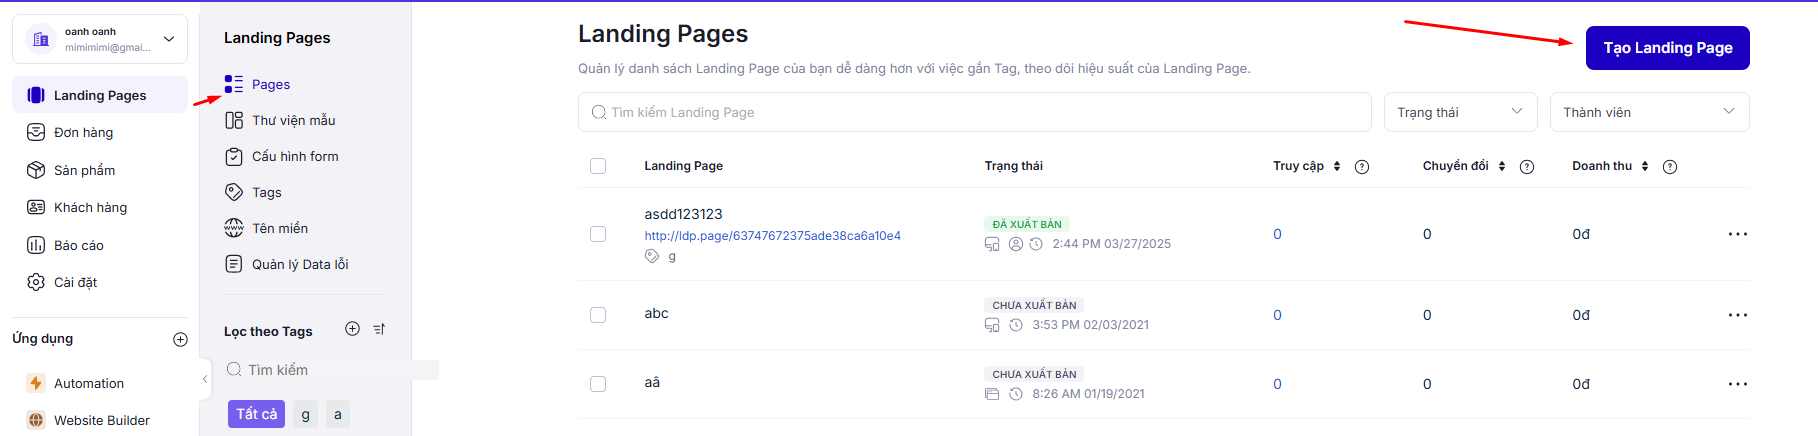 oanh oanh
mimimimi@gmai...
Landing Pages
Đơn hàng
Sản phẩm
Khách hàng
Báo cáo
Cài đặt
Ứng dụng
Automation
Website Builder
Landing Pages
Pages
Thư viện mẫu
Cấu hình form
Tags
Tên miền
Quản lý Data lỗi
Lọc theo Tags
Tìm kiếm
Tất cả g a
Landing Pages
Tạo Landing Page
Quản lý danh sách Landing Page của bạn dễ dàng hơn với việc gắn Tag, theo dõi hiệu suất của Landing Page.
Tìm kiếm Landing Page Trạng thái Thành viên
Landing Page Trạng thái Truy cập Chuyển đổi Doanh thu
asdd123123
http://ldp.page/63747672375ade38ca6a10e4
g
ĐÃ XUẤT BẢN
2:44 PM 03/27/2025
0 0 0đ
abc
CHƯA XUẤT BẢN
3:53 PM 02/03/2021
0 0 0đ
aâ
CHƯA XUẤT BẢN
8:26 AM 01/19/2021
0 0 0đ